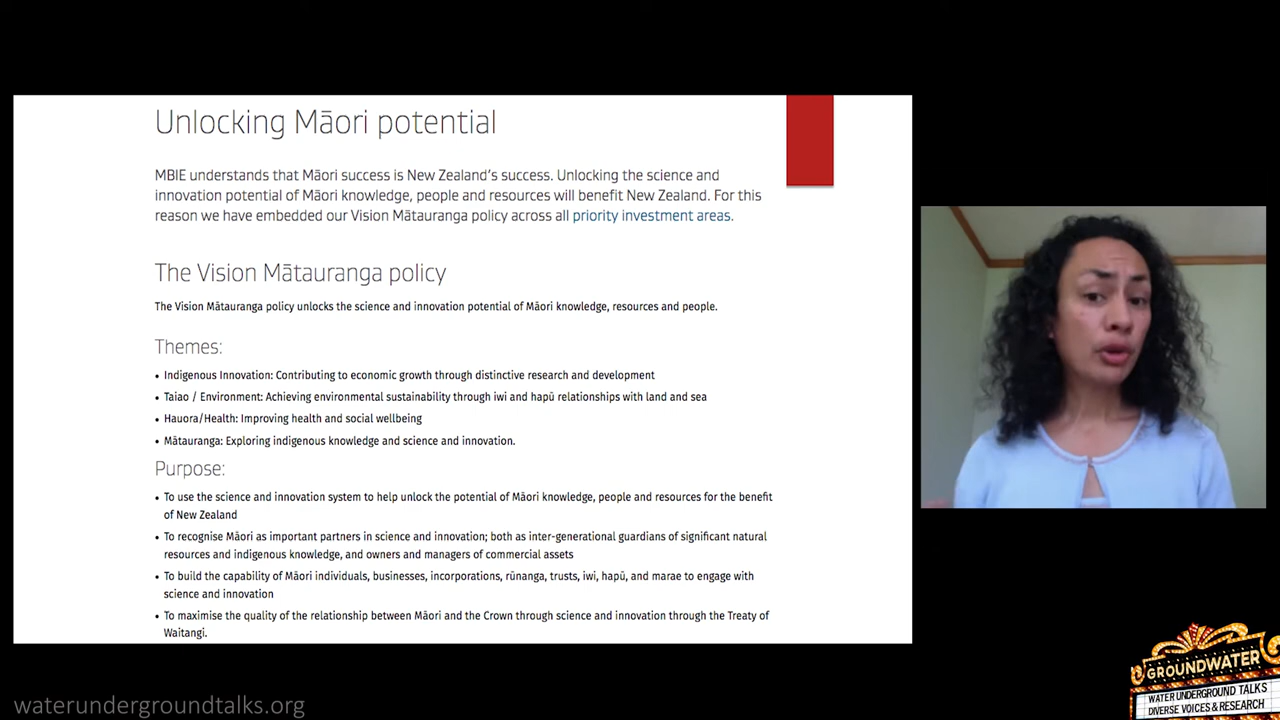 Unlocking Māori potential
MBIE understands that Māori success is New Zealand's success. Unlocking the science and
innovation potential of Māori knowledge, people and resources will benefit New Zealand. For this
reason we have embedded our Vision Mātauranga policy across all priority investment areas.
The Vision Mātauranga policy
The Vision Mātauranga policy unlocks the science and innovation potential of Māori knowledge, resources and people.
Themes:
• Indigenous Innovation: Contributing to economic growth through distinctive research and development
• Taiao / Environment: Achieving environmental sustainability through iwi and hapū relationships with land and sea
• Hauora/Health: Improving health and social wellbeing
• Mātauranga: Exploring indigenous knowledge and science and innovation.
Purpose:
• To use the science and innovation system to help unlock the potential of Māori knowledge, people and resources for the benefit
of New Zealand
• To recognise Māori as important partners in science and innovation; both as inter-generational guardians of significant natural
resources and indigenous knowledge, and owners and managers of commercial assets
• To build the capability of Māori individuals, businesses, incorporations, rūnanga, trusts, iwi, hapū, and marae to engage with
science and innovation
• To maximise the quality of the relationship between Māori and the Crown through science and innovation through the Treaty of
Waitangi.
waterundergroundtalks.org
GROUNDWATER
WATER UNDERGROUND TALKS
DIVERSE VOICES & RESEARCH